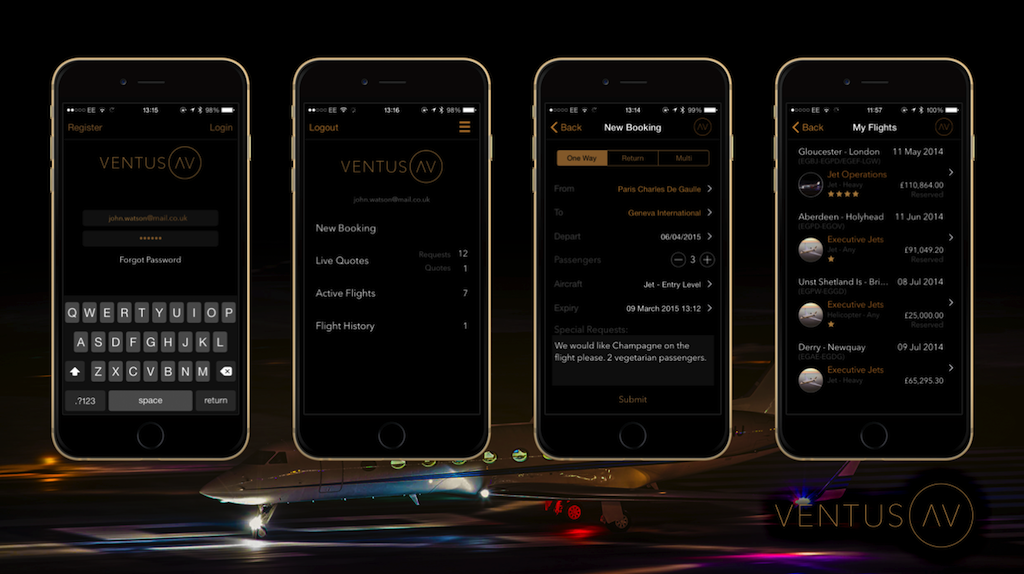 EE 13:15 98%
Register Login
VENTUS AV
john.watson@mail.co.uk
••••••
Forgot Password
Q W E R T Y U I O P
A S D F G H J K L
Z X C V B N M
.?123 space return
EE 13:16 98%
Logout
VENTUS AV
john.watson@mail.co.uk
New Booking
Live Quotes Requests 12
Quotes 1
Active Flights 7
Flight History 1
EE 13:14 99%
Back New Booking AV
One Way Return Multi
From Paris Charles De Gaulle
To Geneva International
Depart 06/04/2015
Passengers 3
Aircraft Jet - Entry Level
Expiry 09 March 2015 13:12
Special Requests:
We would like Champagne on the
flight please. 2 vegetarian passengers.
Submit
EE 11:57 100%
Back My Flights AV
Gloucester - London 11 May 2014
(EGBJ-EGPD/EGEF-LGW)
Jet Operations
Jet - Heavy £110,864.00
Reserved
Aberdeen - Holyhead 11 Jun 2014
(EGPD-EGOV)
Executive Jets
Jet - Any £91,049.20
Reserved
Unst Shetland Is - Bri... 08 Jul 2014
(EGPW-EGGD)
Executive Jets
Helicopter - Any £25,000.00
Reserved
Derry - Newquay 09 Jul 2014
(EGAE-EGDG)
Executive Jets
Jet - Heavy £65,295.30
VENTUS AV